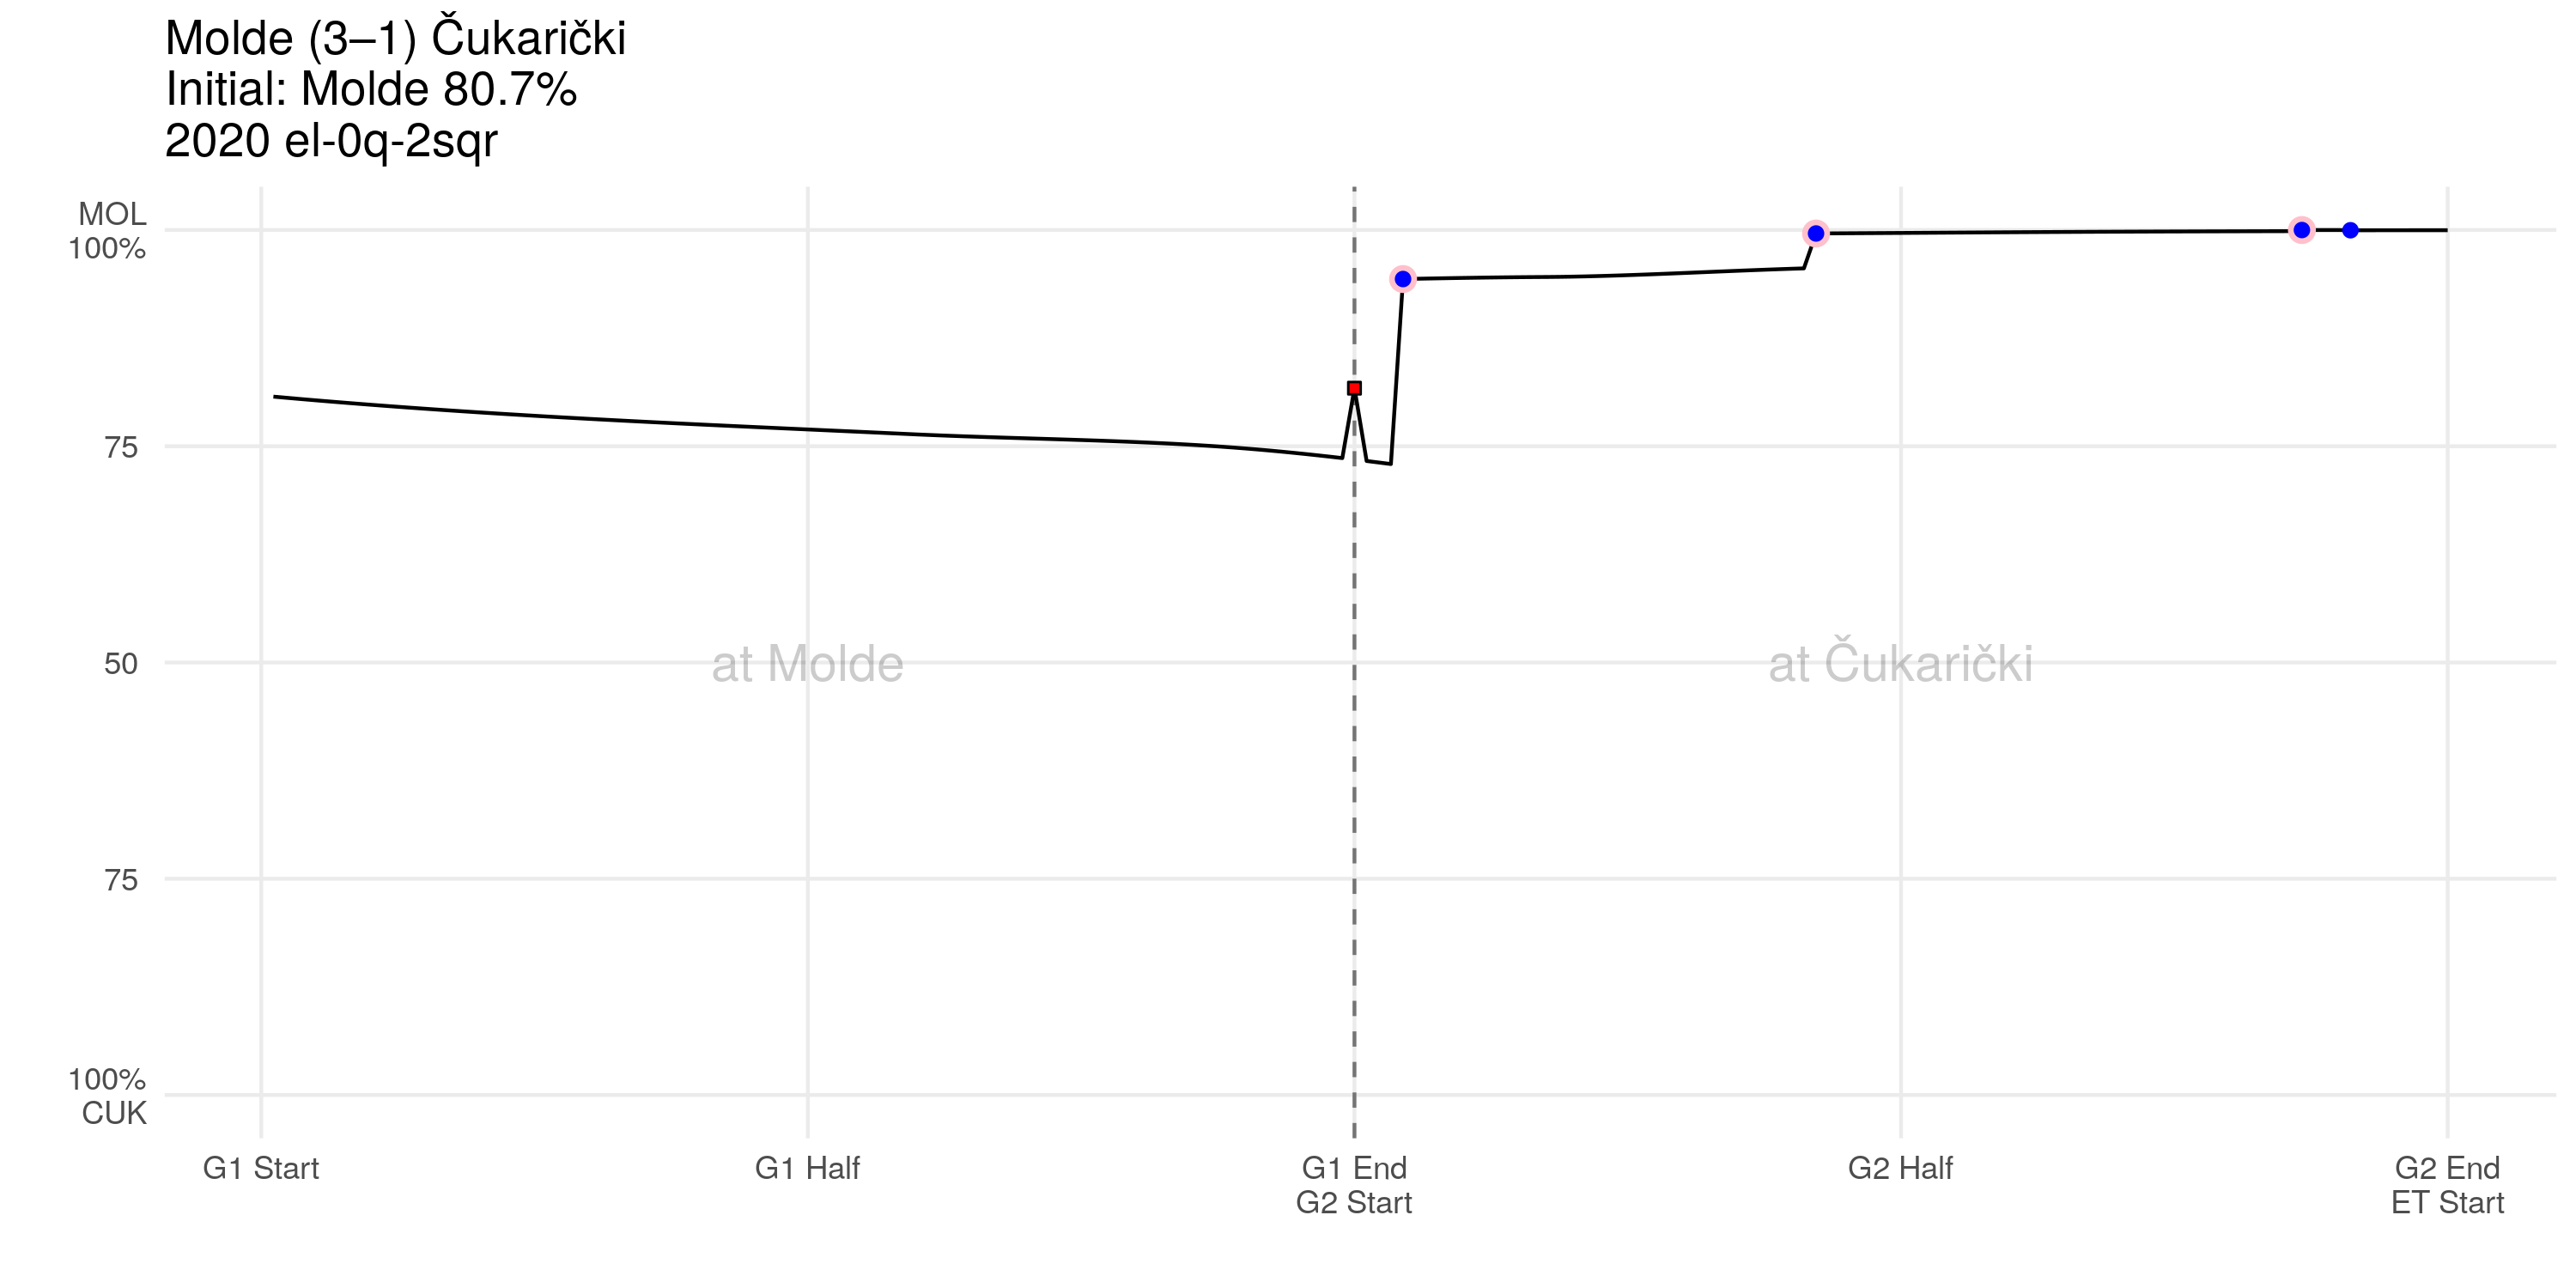 Molde (3–1) Čukarički
Initial: Molde 80.7%
2020 el-0q-2sqr
MOL
100%
75
50
75
100%
CUK
at Molde
at Čukarički
G1 Start
G1 Half
G1 End
G2 Start
G2 Half
G2 End
ET Start